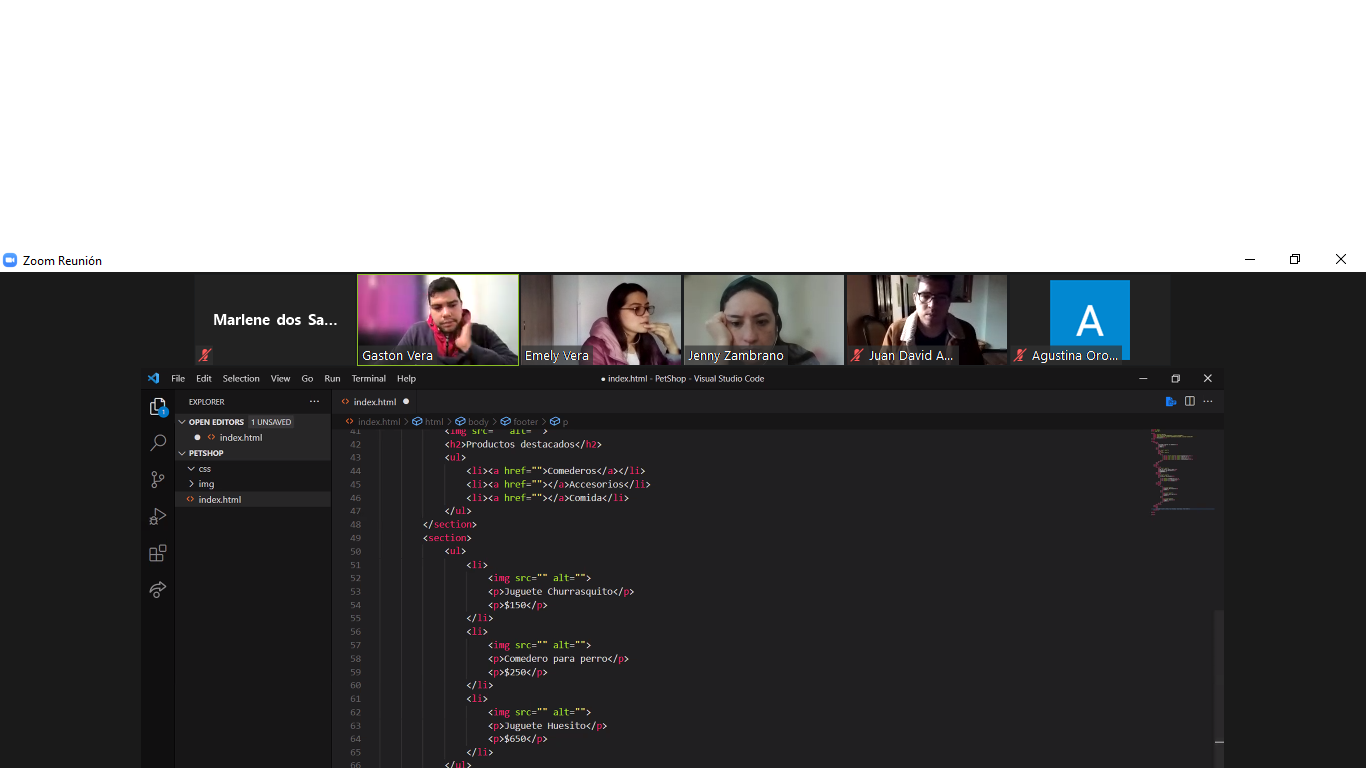 Zoom Reunión
Marlene dos Sa...
Gaston Vera
Emely Vera
Jenny Zambrano
Juan David A...
A
Agustina Oro...
File Edit Selection View Go Run Terminal Help
● index.html - PetShop - Visual Studio Code
EXPLORER
OPEN EDITORS 1 UNSAVED
index.html
PETSHOP
css
img
index.html
1
index.html
index.html > html > body > footer > p
41 <img src="" alt="">
42 <h2>Productos destacados</h2>
43 <ul>
44 <li><a href="">Comederos</a></li>
45 <li><a href=""></a>Accesorios</li>
46 <li><a href=""></a>Comida</li>
47 </ul>
48 </section>
49 <section>
50 <ul>
51 <li>
52 <img src="" alt="">
53 <p>Juguete Churrasquito</p>
54 <p>$150</p>
55 </li>
56 <li>
57 <img src="" alt="">
58 <p>Comedero para perro</p>
59 <p>$250</p>
60 </li>
61 <li>
62 <img src="" alt="">
63 <p>Juguete Huesito</p>
64 <p>$650</p>
65 </li>
66 </ul>